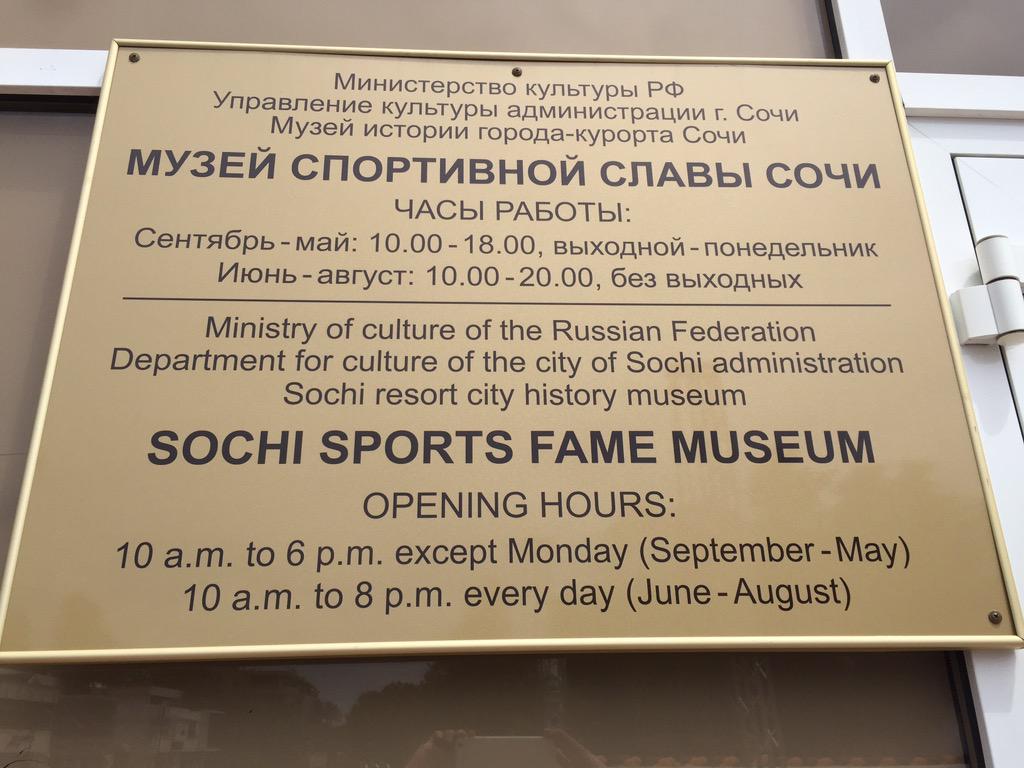 Министерство культуры РФ
Управление культуры администрации г. Сочи
Музей истории города-курорта Сочи
МУЗЕЙ СПОРТИВНОЙ СЛАВЫ СОЧИ
ЧАСЫ РАБОТЫ:
Сентябрь - май: 10.00 - 18.00, выходной - понедельник
Июнь - август: 10.00 - 20.00, без выходных
Ministry of culture of the Russian Federation
Department for culture of the city of Sochi administration
Sochi resort city history museum
SOCHI SPORTS FAME MUSEUM
OPENING HOURS:
10 a.m. to 6 p.m. except Monday (September - May)
10 a.m. to 8 p.m. every day (June - August)